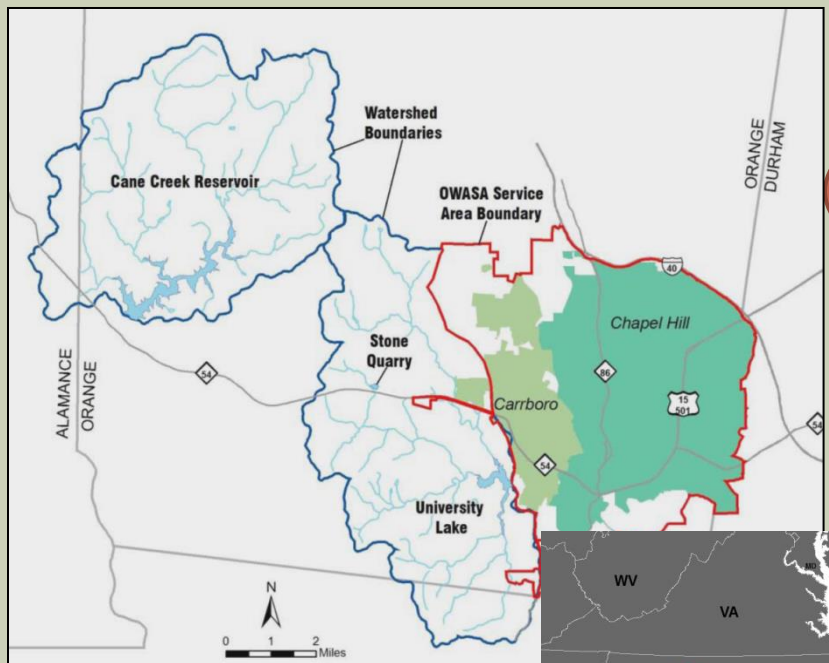 Watershed
Boundaries
Cane Creek Reservoir
OWASA Service
Area Boundary
ORANGE
DURHAM
40
Chapel Hill
Stone
Quarry
86
54
ALAMANCE
ORANGE
Carrboro
15
501
54
54
University
Lake
N
0 1 2
Miles
WV
VA
MD